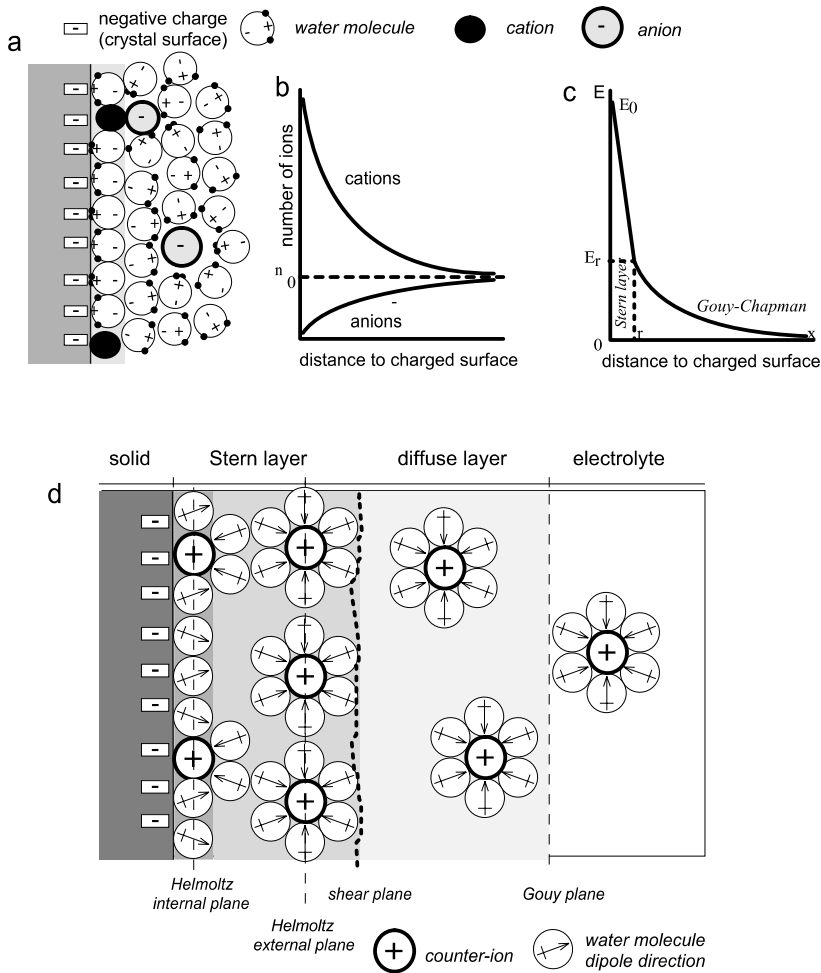 negative charge
(crystal surface)
water molecule
cation
anion
a
b
number of ions
cations
n
0
-
anions
distance to charged surface
c
E
E0
Er
Stern layer
Gouy-Chapman
0
r
x
distance to charged surface
d
solid
Stern layer
diffuse layer
electrolyte
Helmoltz
internal plane
Helmoltz
external plane
shear plane
Gouy plane
counter-ion
water molecule
dipole direction